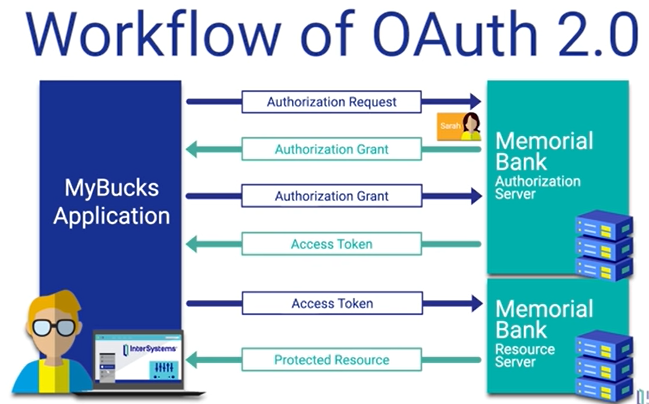 Workflow of OAuth 2.0
MyBucks
Application
Authorization Request
Sarah
Authorization Grant
Authorization Grant
Access Token
Memorial
Bank
Authorization
Server
Access Token
Protected Resource
Memorial
Bank
Resource
Server
InterSystems